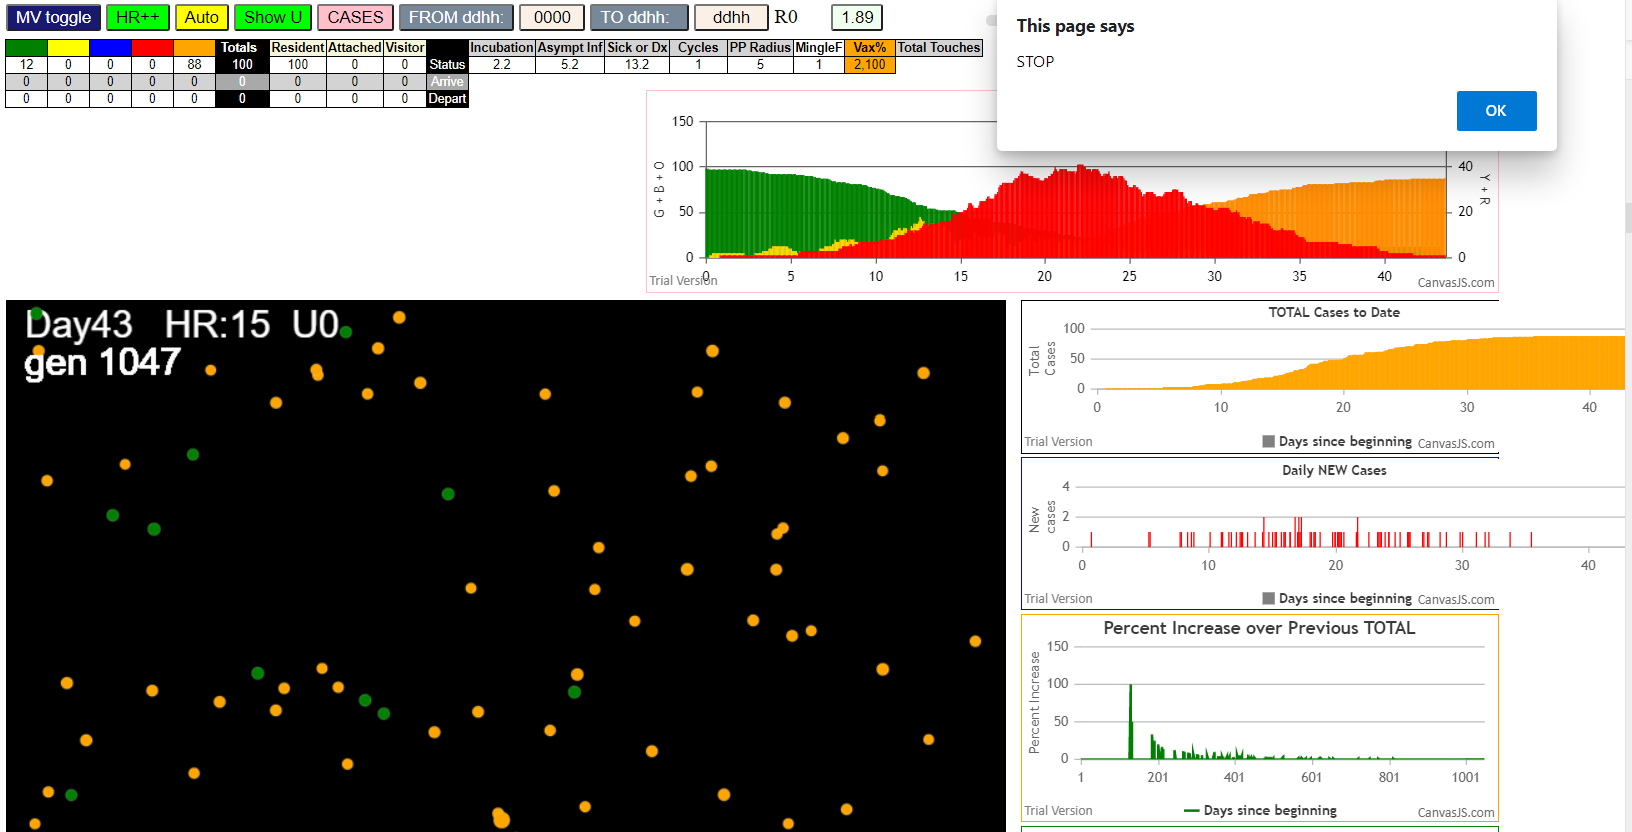 MV toggle HR++ Auto Show U CASES FROM ddhh: 0000 TO ddhh: ddhh R0 1.89
This page says
STOP
OK
Totals Resident Attached Visitor Incubation Asympt Inf Sick or Dx Cycles PP Radius MingleF Vax% Total Touches
12 0 0 0 88 100 100 0 0 Status 2.2 5.2 13.2 1 5 1 2,100
0 0 0 0 0 0 0 0 0 Arrive
0 0 0 0 0 0 0 0 0 Depart
150
100 40
50 20
0 0
G + B + O
Y + R
0 5 10 15 20 25 30 35 40
Trial Version CanvasJS.com
Day43 HR:15 U0
gen 1047
TOTAL Cases to Date
100
50
0
Total
Cases
0 10 20 30 40
Days since beginning
Trial Version CanvasJS.com
Daily NEW Cases
4
2
0
New
cases
0 10 20 30 40
Days since beginning
Trial Version CanvasJS.com
Percent Increase over Previous TOTAL
150
100
50
0
Percent Increase
1 201 401 601 801 1001
Days since beginning
Trial Version CanvasJS.com